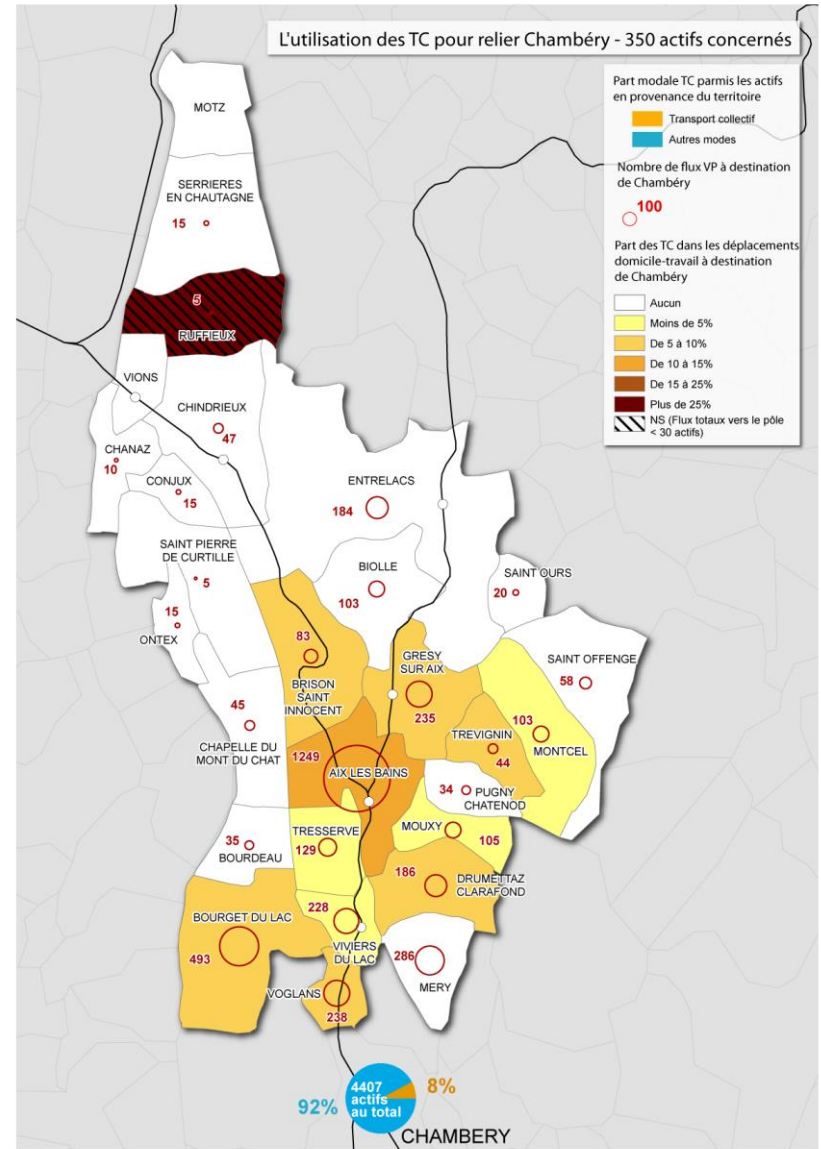 L'utilisation des TC pour relier Chambéry - 350 actifs concernés
Part modale TC parmis les actifs
en provenance du territoire
Transport collectif
Autres modes
Nombre de flux VP à destination
de Chambéry
100
Part des TC dans les déplacements
domicile-travail à destination
de Chambéry
Aucun
Moins de 5%
De 5 à 10%
De 10 à 15%
De 15 à 25%
Plus de 25%
NS (Flux totaux vers le pôle
< 30 actifs)
MOTZ
SERRIERES
EN CHAUTAGNE
15
5
RUFFIEUX
VIONS
CHINDRIEUX
47
CHANAZ
10
CONJUX
15
ENTRELACS
184
SAINT PIERRE
DE CURTILLE
5
BIOLLE
103
SAINT OURS
20
15
ONTEX
83
BRISON
SAINT
INNOCENT
GRESY
SUR AIX
235
SAINT OFFENGE
58
45
CHAPELLE DU
MONT DU CHAT
TREVIGNIN
44
103
MONTCEL
1249
AIX LES BAINS
34
PUGNY
CHATENOD
35
BOURDEAU
TRESSERVE
129
MOUXY
105
186
DRUMETTAZ
CLARAFOND
BOURGET DU LAC
493
228
VIVIERS
DU LAC
286
MERY
VOGLANS
238
4407
actifs
au total
8%
92%
CHAMBERY